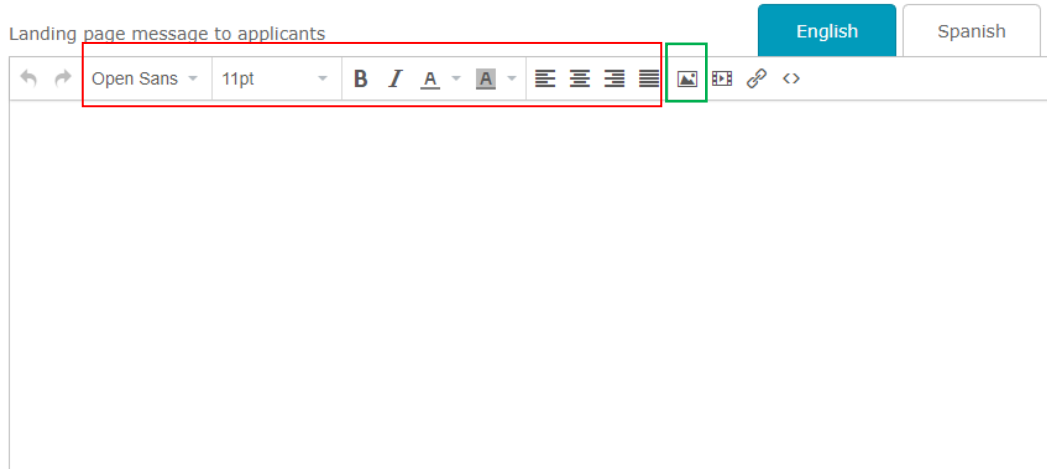 English Spanish
Landing page message to applicants
Open Sans 11pt B I A A